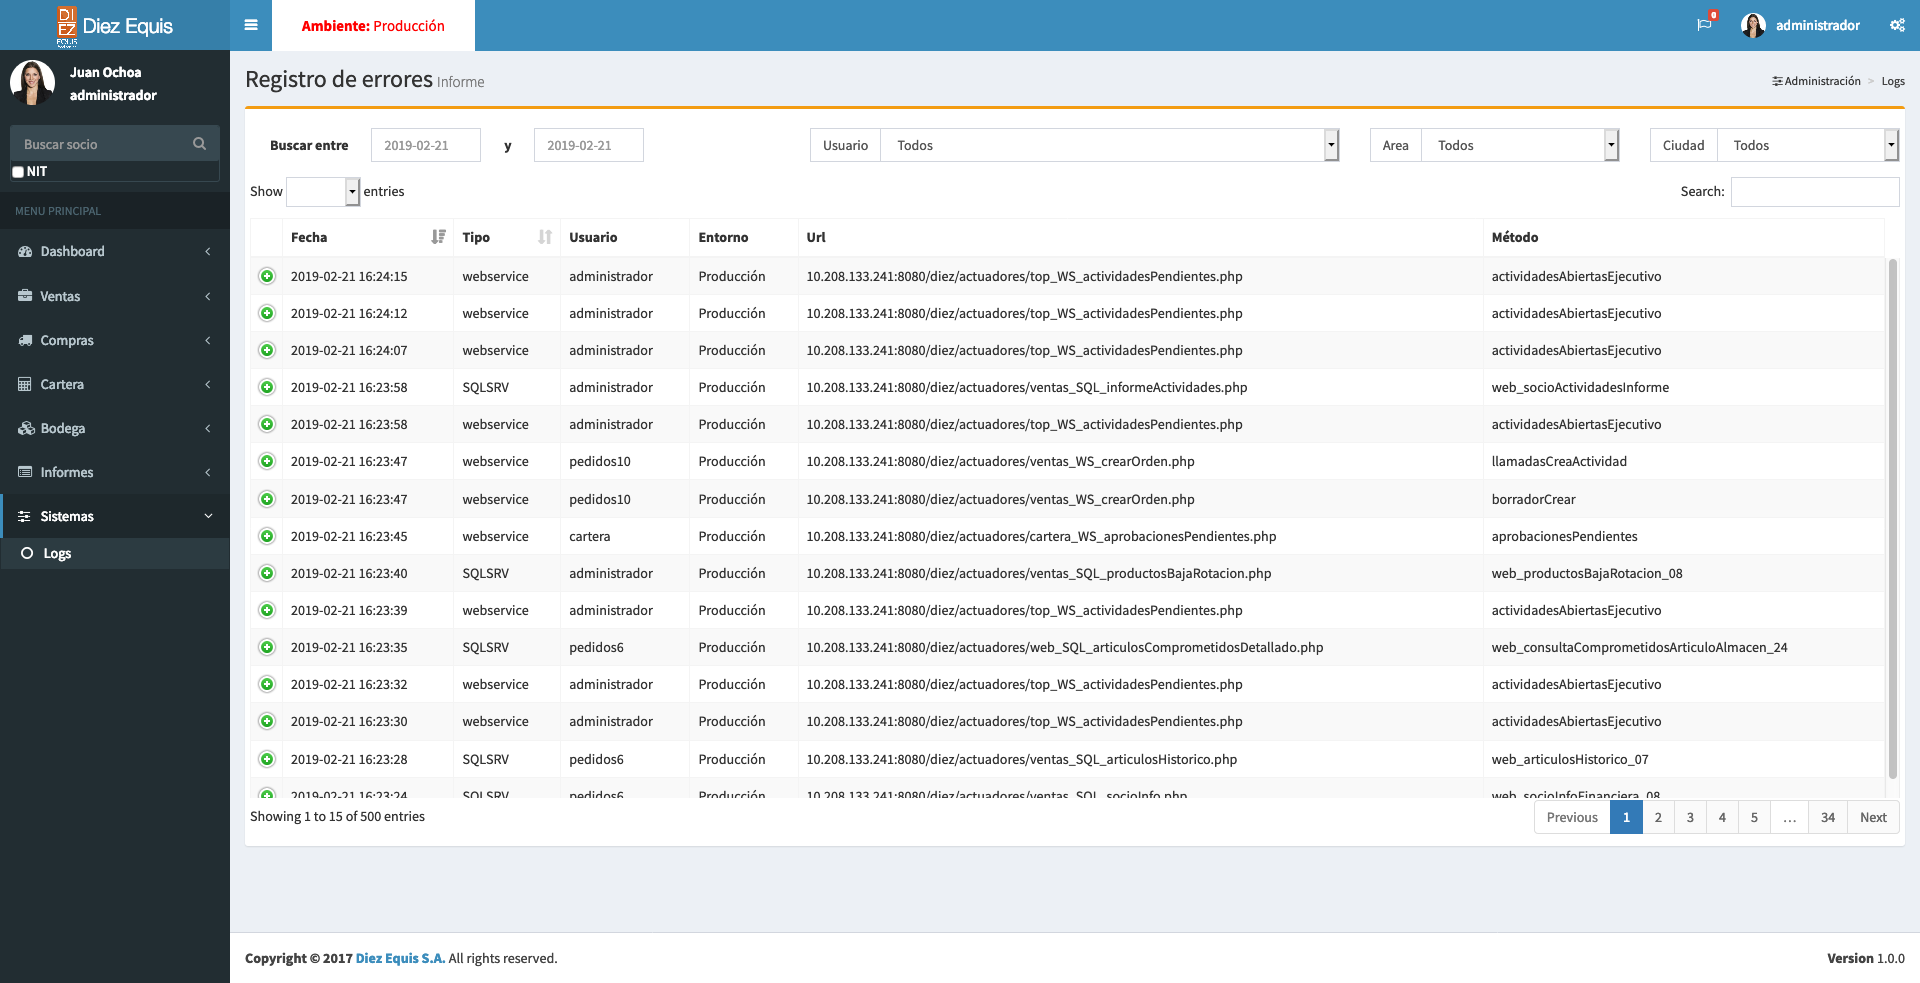 DI
EZ
EQUIS
Diez Equis
Ambiente: Producción
0
administrador
Juan Ochoa
administrador
Registro de errores Informe
Administración > Logs
Buscar socio
NIT
Buscar entre 2019-02-21 y 2019-02-21 Usuario Todos Area Todos Ciudad Todos
Show entries Search:
MENU PRINCIPAL
Dashboard
Ventas
Compras
Cartera
Bodega
Informes
Sistemas
Logs
Fecha Tipo Usuario Entorno Url Método
2019-02-21 16:24:15 webservice administrador Producción 10.208.133.241:8080/diez/actuadores/top_WS_actividadesPendientes.php actividadesAbiertasEjecutivo
2019-02-21 16:24:12 webservice administrador Producción 10.208.133.241:8080/diez/actuadores/top_WS_actividadesPendientes.php actividadesAbiertasEjecutivo
2019-02-21 16:24:07 webservice administrador Producción 10.208.133.241:8080/diez/actuadores/top_WS_actividadesPendientes.php actividadesAbiertasEjecutivo
2019-02-21 16:23:58 SQLSRV administrador Producción 10.208.133.241:8080/diez/actuadores/ventas_SQL_informeActividades.php web_socioActividadesInforme
2019-02-21 16:23:58 webservice administrador Producción 10.208.133.241:8080/diez/actuadores/top_WS_actividadesPendientes.php actividadesAbiertasEjecutivo
2019-02-21 16:23:47 webservice pedidos10 Producción 10.208.133.241:8080/diez/actuadores/ventas_WS_crearOrden.php llamadasCreaActividad
2019-02-21 16:23:47 webservice pedidos10 Producción 10.208.133.241:8080/diez/actuadores/ventas_WS_crearOrden.php borradorCrear
2019-02-21 16:23:45 webservice cartera Producción 10.208.133.241:8080/diez/actuadores/cartera_WS_aprobacionesPendientes.php aprobacionesPendientes
2019-02-21 16:23:40 SQLSRV administrador Producción 10.208.133.241:8080/diez/actuadores/ventas_SQL_productosBajaRotacion.php web_productosBajaRotacion_08
2019-02-21 16:23:39 webservice administrador Producción 10.208.133.241:8080/diez/actuadores/top_WS_actividadesPendientes.php actividadesAbiertasEjecutivo
2019-02-21 16:23:35 SQLSRV pedidos6 Producción 10.208.133.241:8080/diez/actuadores/web_SQL_articulosComprometidosDetallado.php web_consultaComprometidosArticuloAlmacen_24
2019-02-21 16:23:32 webservice administrador Producción 10.208.133.241:8080/diez/actuadores/top_WS_actividadesPendientes.php actividadesAbiertasEjecutivo
2019-02-21 16:23:30 webservice administrador Producción 10.208.133.241:8080/diez/actuadores/top_WS_actividadesPendientes.php actividadesAbiertasEjecutivo
2019-02-21 16:23:28 SQLSRV pedidos6 Producción 10.208.133.241:8080/diez/actuadores/ventas_SQL_articulosHistorico.php web_articulosHistorico_07
2019-02-21 16:23:24 SQLSRV pedidos6 Producción 10.208.133.241:8080/diez/actuadores/ventas_SQL_socioInfo.php web_socioInfoFinanciera_08
Showing 1 to 15 of 500 entries
Previous 1 2 3 4 5 … 34 Next
Copyright © 2017 Diez Equis S.A. All rights reserved.
Version 1.0.0